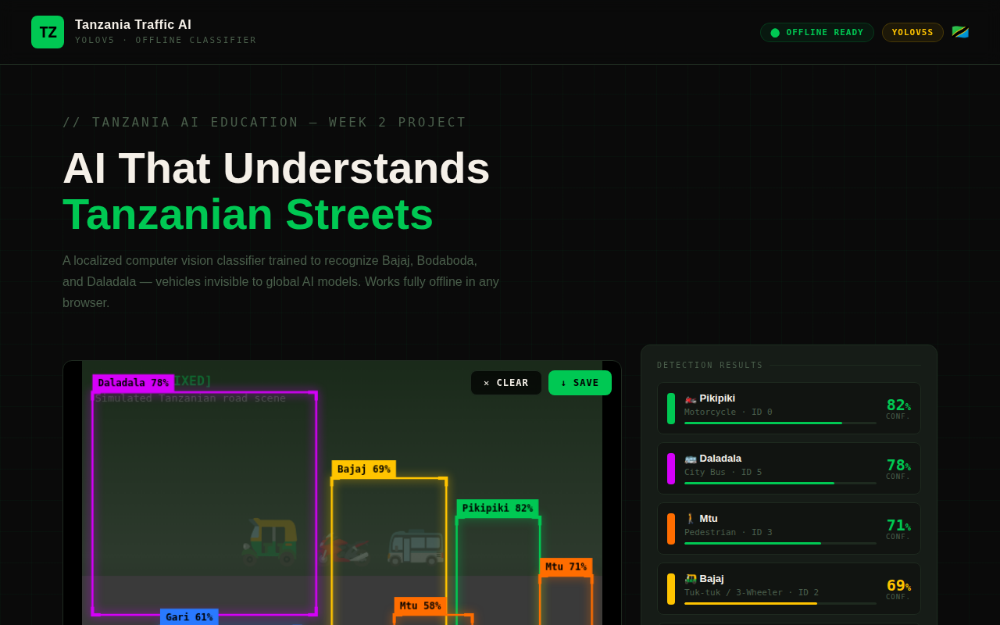 TZ
Tanzania Traffic AI
YOLOV5 · OFFLINE CLASSIFIER
OFFLINE READY
YOLOV5S
// TANZANIA AI EDUCATION — WEEK 2 PROJECT
AI That Understands
Tanzanian Streets
A localized computer vision classifier trained to recognize Bajaj, Bodaboda,
and Daladala — vehicles invisible to global AI models. Works fully offline in any
browser.
× CLEAR
↓ SAVE
Daladala 78%
IXED]
Simulated Tanzanian road scene
Bajaj 69%
Pikipiki 82%
Mtu 71%
Mtu 58%
Gari 61%
DETECTION RESULTS
Pikipiki
Motorcycle · ID 0
82%
CONF.
Daladala
City Bus · ID 5
78%
CONF.
Mtu
Pedestrian · ID 3
71%
CONF.
Bajaj
Tuk-tuk / 3-Wheeler · ID 2
69%
CONF.